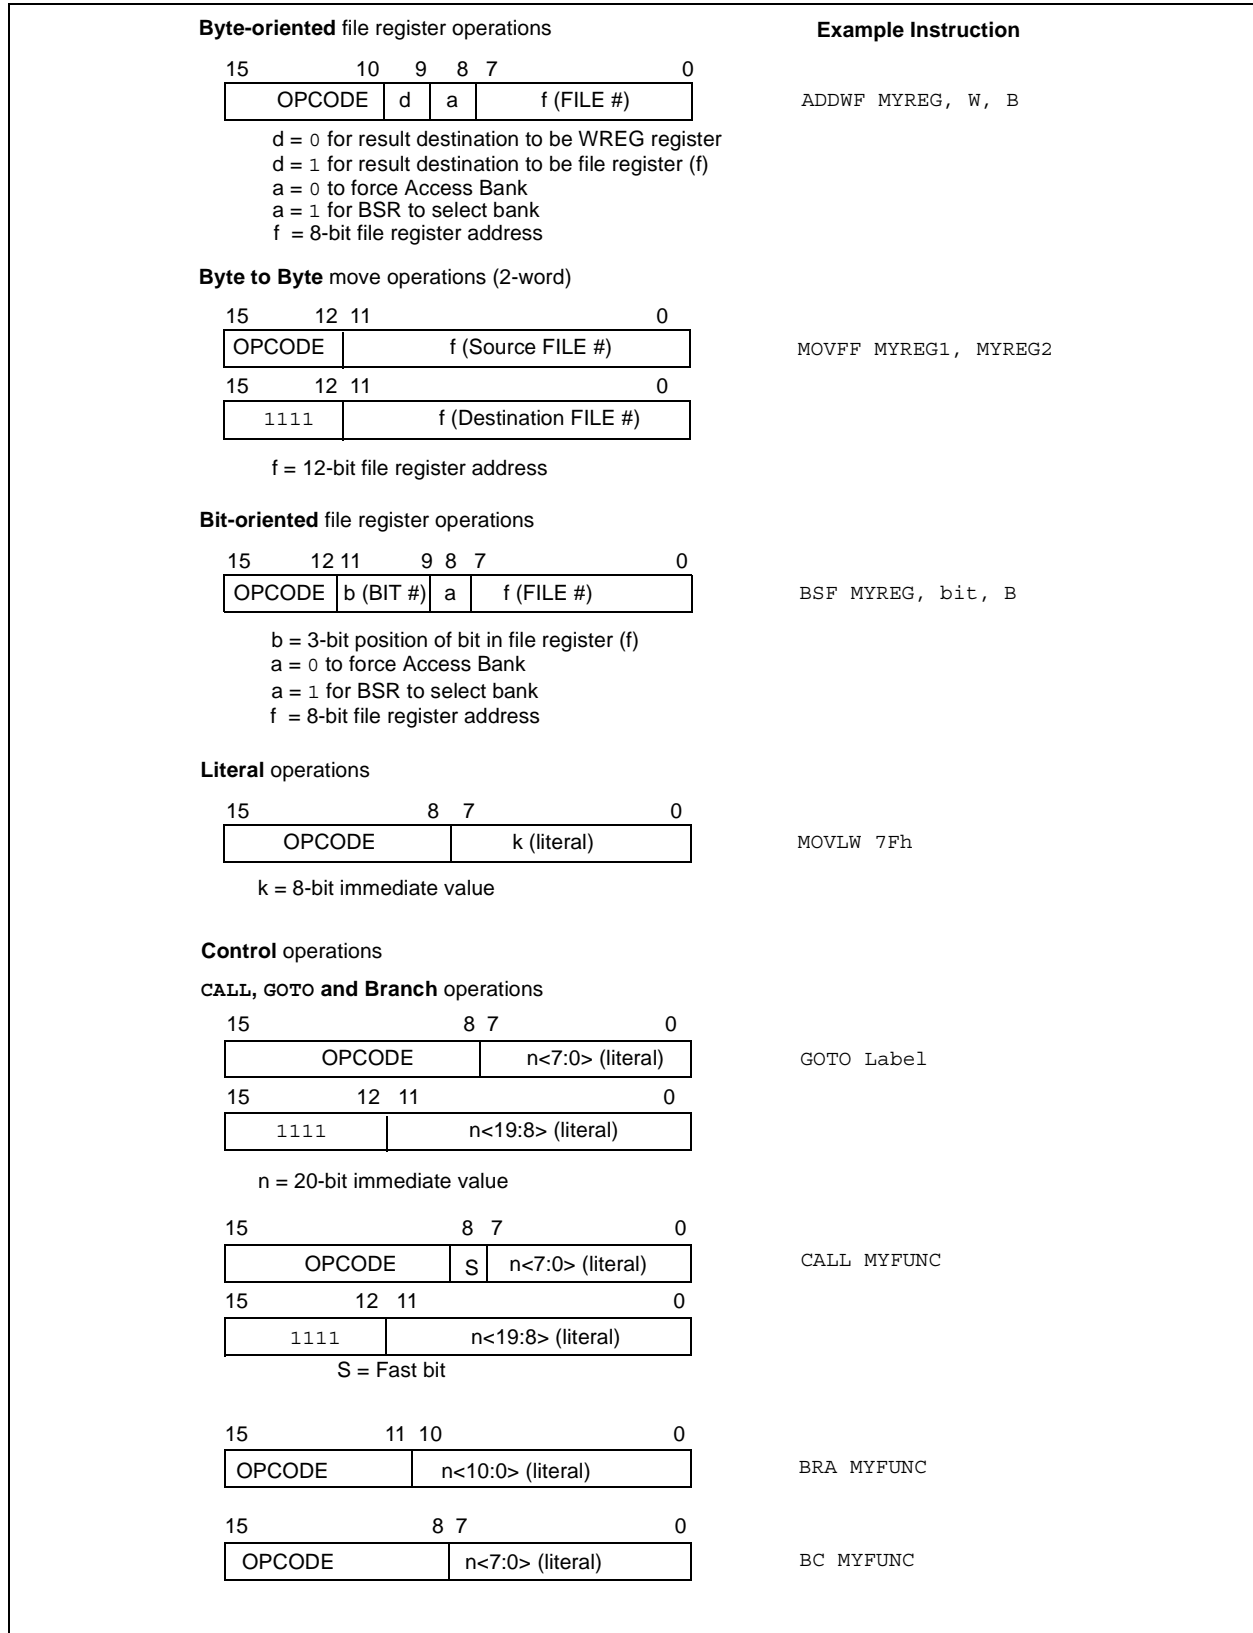 Byte-oriented file register operations
Example Instruction
15 10 9 8 7 0
OPCODE d a f (FILE #)
ADDWF MYREG, W, B
d = 0 for result destination to be WREG register
d = 1 for result destination to be file register (f)
a = 0 to force Access Bank
a = 1 for BSR to select bank
f = 8-bit file register address
Byte to Byte move operations (2-word)
15 12 11 0
OPCODE f (Source FILE #)
MOVFF MYREG1, MYREG2
15 12 11 0
1111 f (Destination FILE #)
f = 12-bit file register address
Bit-oriented file register operations
15 12 11 9 8 7 0
OPCODE b (BIT #) a f (FILE #)
BSF MYREG, bit, B
b = 3-bit position of bit in file register (f)
a = 0 to force Access Bank
a = 1 for BSR to select bank
f = 8-bit file register address
Literal operations
15 8 7 0
OPCODE k (literal)
MOVLW 7Fh
k = 8-bit immediate value
Control operations
CALL, GOTO and Branch operations
15 8 7 0
OPCODE n<7:0> (literal)
GOTO Label
15 12 11 0
1111 n<19:8> (literal)
n = 20-bit immediate value
15 8 7 0
OPCODE S n<7:0> (literal)
CALL MYFUNC
15 12 11 0
1111 n<19:8> (literal)
S = Fast bit
15 11 10 0
OPCODE n<10:0> (literal)
BRA MYFUNC
15 8 7 0
OPCODE n<7:0> (literal)
BC MYFUNC